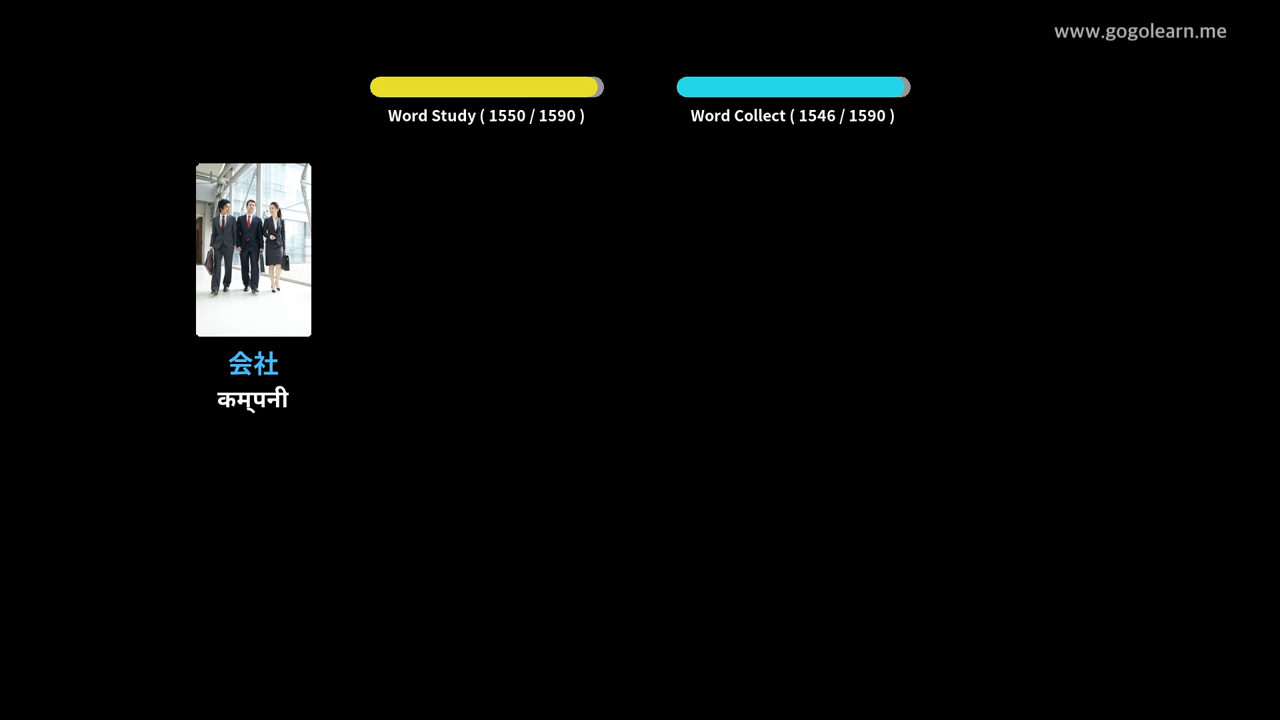 www.gogolearn.me
Word Study ( 1550 / 1590 )
Word Collect ( 1546 / 1590 )
会社
कम्पनी